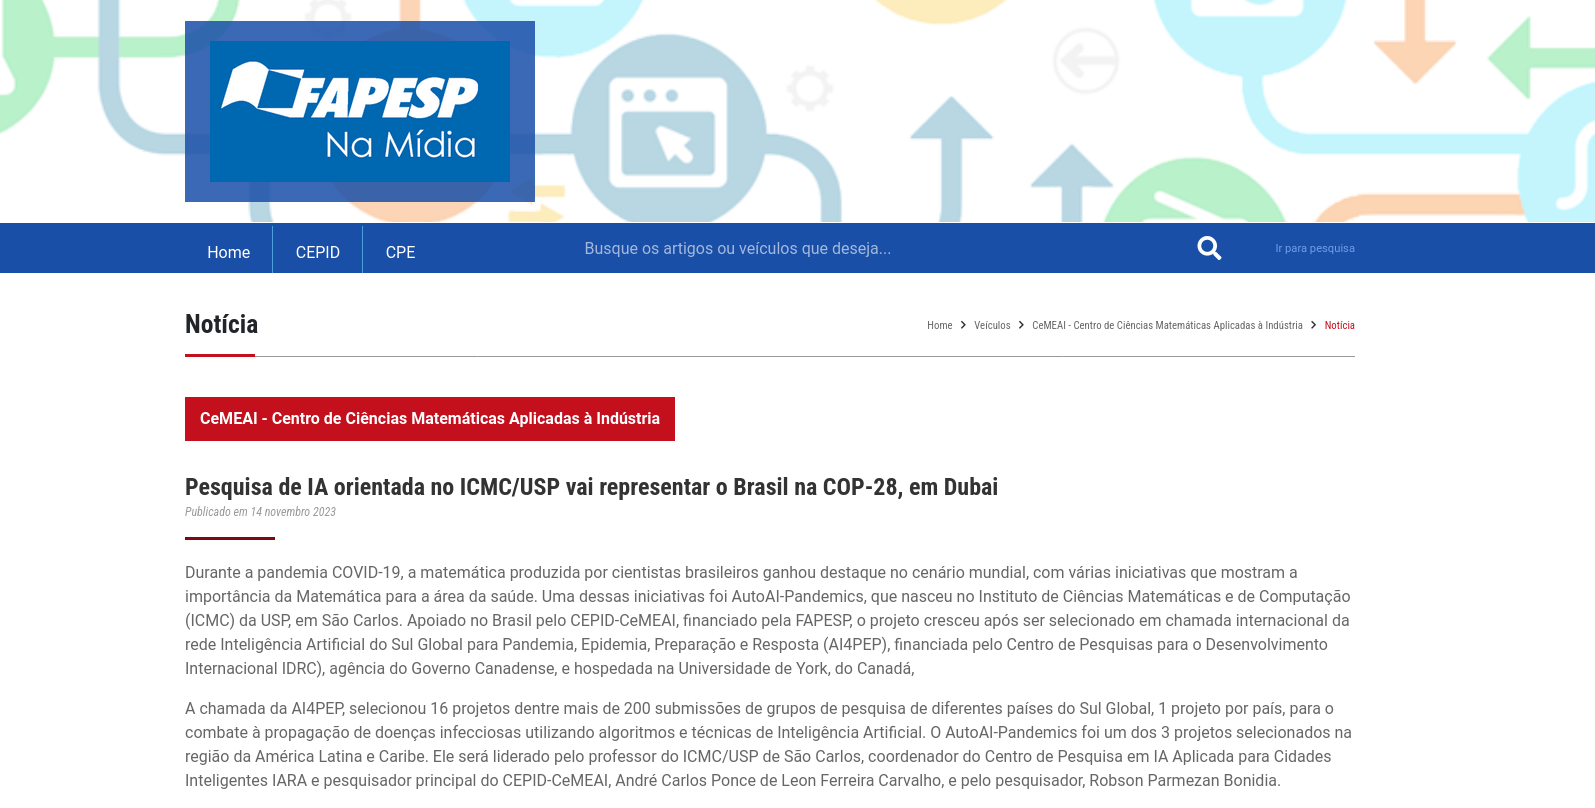 FAPESP
Na Mídia
Home
CEPID
CPE
Busque os artigos ou veículos que deseja...
Ir para pesquisa
Notícia
Home > Veículos > CeMEAI - Centro de Ciências Matemáticas Aplicadas à Indústria > Notícia
CeMEAI - Centro de Ciências Matemáticas Aplicadas à Indústria
Pesquisa de IA orientada no ICMC/USP vai representar o Brasil na COP-28, em Dubai
Publicado em 14 novembro 2023
Durante a pandemia COVID-19, a matemática produzida por cientistas brasileiros ganhou destaque no cenário mundial, com várias iniciativas que mostram a
importância da Matemática para a área da saúde. Uma dessas iniciativas foi AutoAI-Pandemics, que nasceu no Instituto de Ciências Matemáticas e de Computação
(ICMC) da USP, em São Carlos. Apoiado no Brasil pelo CEPID-CeMEAI, financiado pela FAPESP, o projeto cresceu após ser selecionado em chamada internacional da
rede Inteligência Artificial do Sul Global para Pandemia, Epidemia, Preparação e Resposta (AI4PEP), financiada pelo Centro de Pesquisas para o Desenvolvimento
Internacional IDRC), agência do Governo Canadense, e hospedada na Universidade de York, do Canadá,
A chamada da AI4PEP, selecionou 16 projetos dentre mais de 200 submissões de grupos de pesquisa de diferentes países do Sul Global, 1 projeto por país, para o
combate à propagação de doenças infecciosas utilizando algoritmos e técnicas de Inteligência Artificial. O AutoAI-Pandemics foi um dos 3 projetos selecionados na
região da América Latina e Caribe. Ele será liderado pelo professor do ICMC/USP de São Carlos, coordenador do Centro de Pesquisa em IA Aplicada para Cidades
Inteligentes IARA e pesquisador principal do CEPID-CeMEAI, André Carlos Ponce de Leon Ferreira Carvalho, e pelo pesquisador, Robson Parmezan Bonidia.